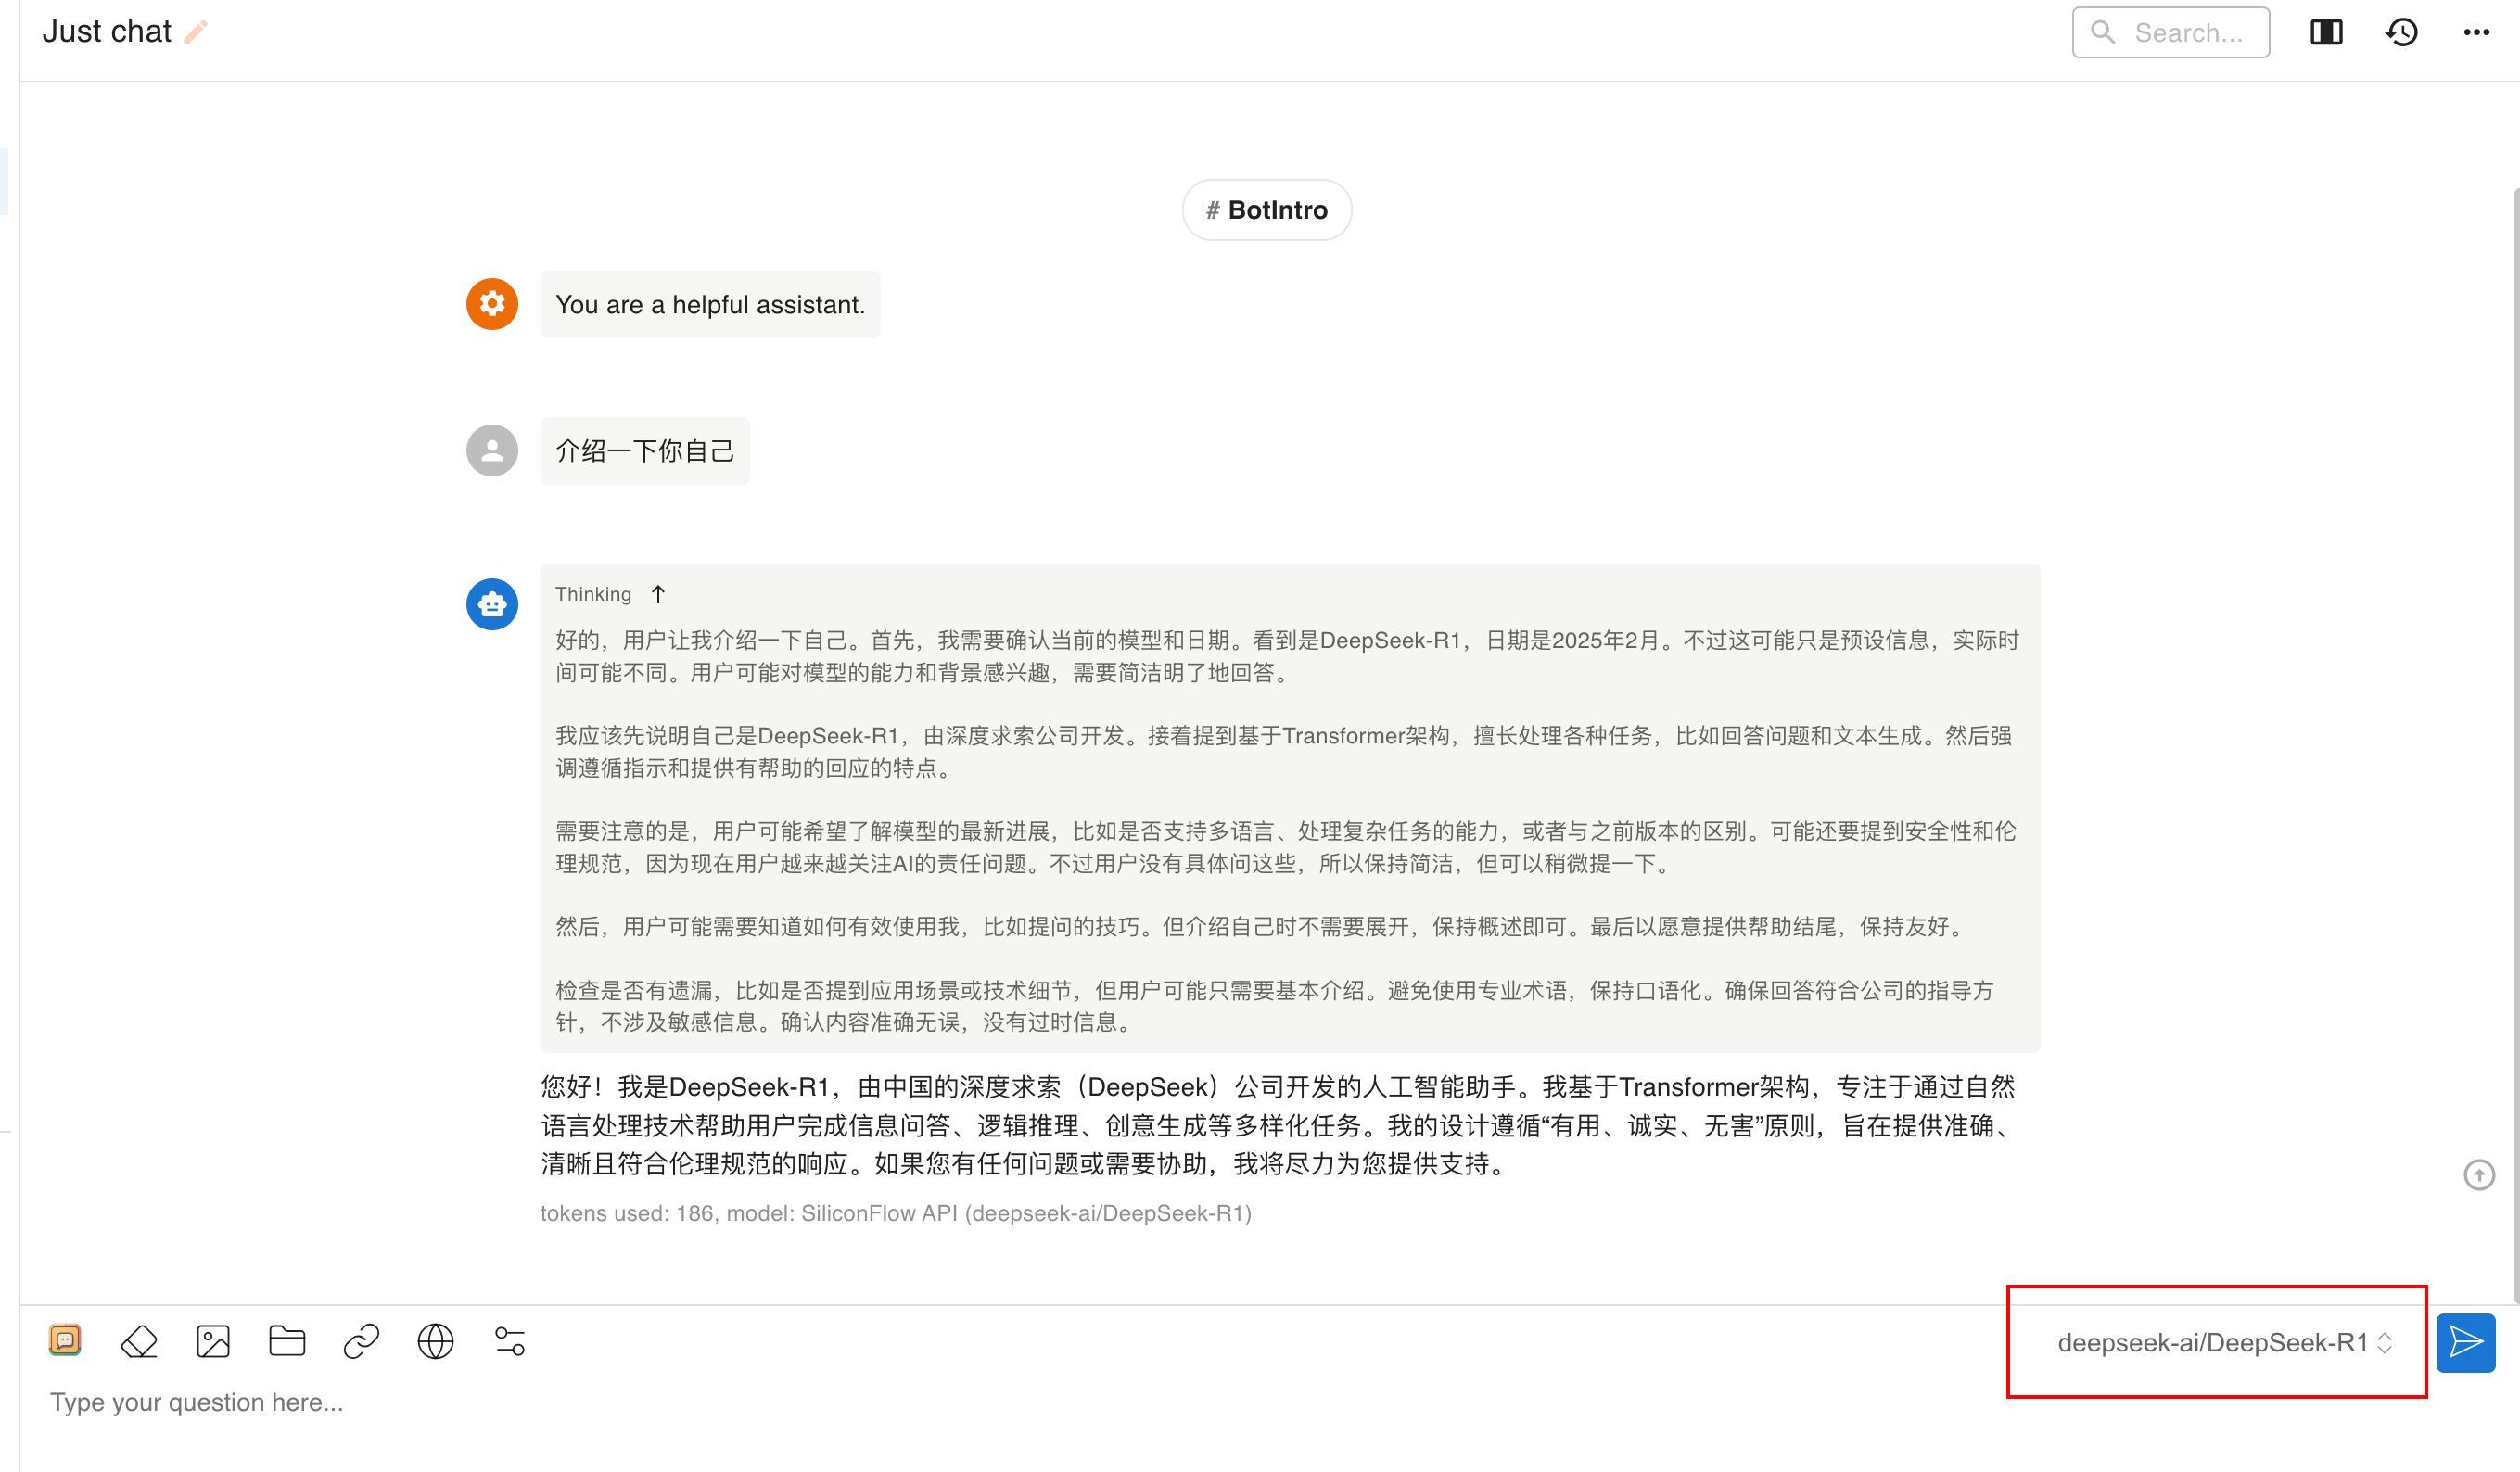 Just chat
Search...
# BotIntro
You are a helpful assistant.
介绍一下你自己
Thinking
好的，用户让我介绍一下自己。首先，我需要确认当前的模型和日期。看到是DeepSeek-R1，日期是2025年2月。不过这可能只是预设信息，实际时
间可能不同。用户可能对模型的能力和背景感兴趣，需要简洁明了地回答。
我应该先说明自己是DeepSeek-R1，由深度求索公司开发。接着提到基于Transformer架构，擅长处理各种任务，比如回答问题和文本生成。然后强
调遵循指示和提供有帮助的回应的特点。
需要注意的是，用户可能希望了解模型的最新进展，比如是否支持多语言、处理复杂任务的能力，或者与之前版本的区别。可能还要提到安全性和伦
理规范，因为现在用户越来越关注AI的责任问题。不过用户没有具体问这些，所以保持简洁，但可以稍微提一下。
然后，用户可能需要知道如何有效使用我，比如提问的技巧。但介绍自己时不需要展开，保持概述即可。最后以愿意提供帮助结尾，保持友好。
检查是否有遗漏，比如是否提到应用场景或技术细节，但用户可能只需要基本介绍。避免使用专业术语，保持口语化。确保回答符合公司的指导方
针，不涉及敏感信息。确认内容准确无误，没有过时信息。
您好！我是DeepSeek-R1，由中国的深度求索（DeepSeek）公司开发的人工智能助手。我基于Transformer架构，专注于通过自然
语言处理技术帮助用户完成信息问答、逻辑推理、创意生成等多样化任务。我的设计遵循“有用、诚实、无害”原则，旨在提供准确、
清晰且符合伦理规范的响应。如果您有任何问题或需要协助，我将尽力为您提供支持。
tokens used: 186, model: SiliconFlow API (deepseek-ai/DeepSeek-R1)
deepseek-ai/DeepSeek-R1
Type your question here...